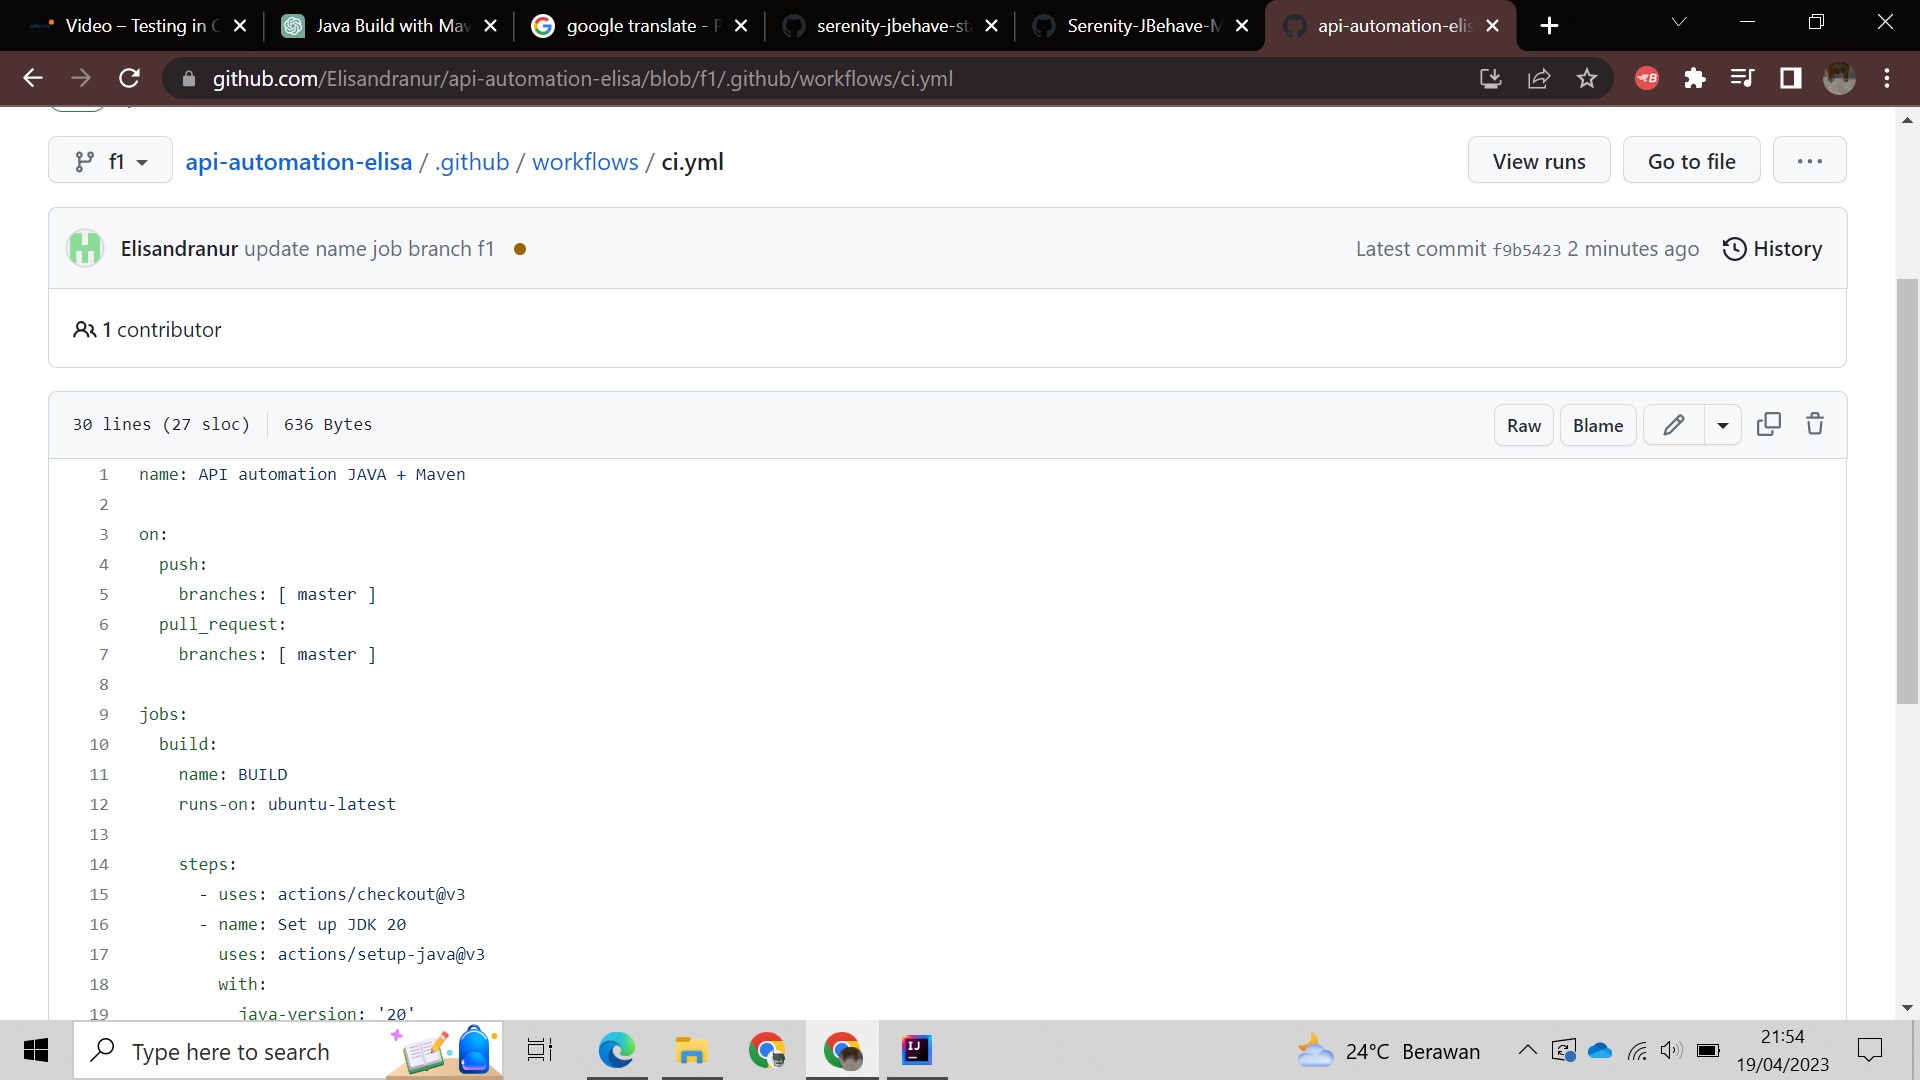 Video – Testing in C
Java Build with Mav
google translate - P
serenity-jbehave-sta
Serenity-JBehave-M
api-automation-elis
github.com/Elisandranur/api-automation-elisa/blob/f1/.github/workflows/ci.yml
f1
api-automation-elisa / .github / workflows / ci.yml
View runs
Go to file
Elisandranur update name job branch f1
Latest commit f9b5423 2 minutes ago
History
1 contributor
30 lines (27 sloc)
636 Bytes
Raw
Blame
1 name: API automation JAVA + Maven
2
3 on:
4 push:
5 branches: [ master ]
6 pull_request:
7 branches: [ master ]
8
9 jobs:
10 build:
11 name: BUILD
12 runs-on: ubuntu-latest
13
14 steps:
15 - uses: actions/checkout@v3
16 - name: Set up JDK 20
17 uses: actions/setup-java@v3
18 with:
19 java-version: '20'
Type here to search
24°C Berawan
21:54
19/04/2023